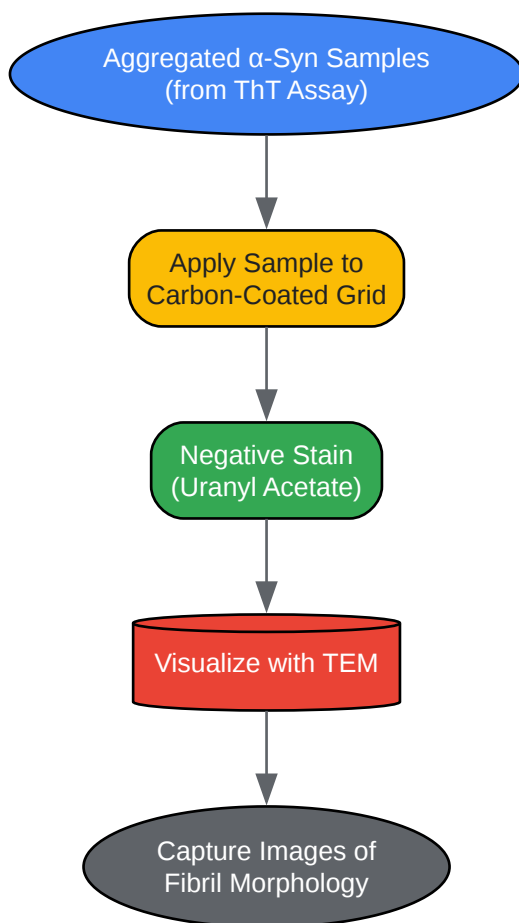 Aggregated α-Syn Samples
(from ThT Assay)
Apply Sample to
Carbon-Coated Grid
Negative Stain
(Uranyl Acetate)
Visualize with TEM
Capture Images of
Fibril Morphology